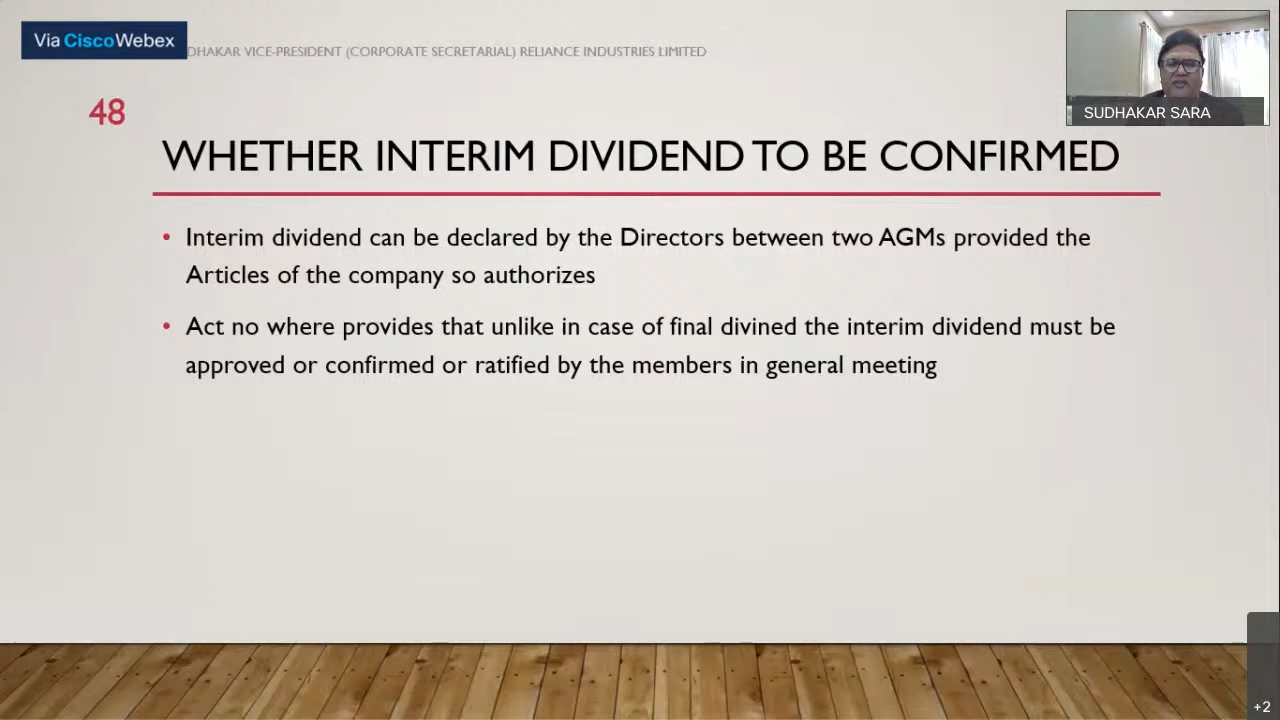 Via Cisco Webex
DHAKAR VICE-PRESIDENT (CORPORATE SECRETARIAL) RELIANCE INDUSTRIES LIMITED
SUDHAKAR SARA
48
WHETHER INTERIM DIVIDEND TO BE CONFIRMED
• Interim dividend can be declared by the Directors between two AGMs provided the
Articles of the company so authorizes
• Act no where provides that unlike in case of final divined the interim dividend must be
approved or confirmed or ratified by the members in general meeting
+2